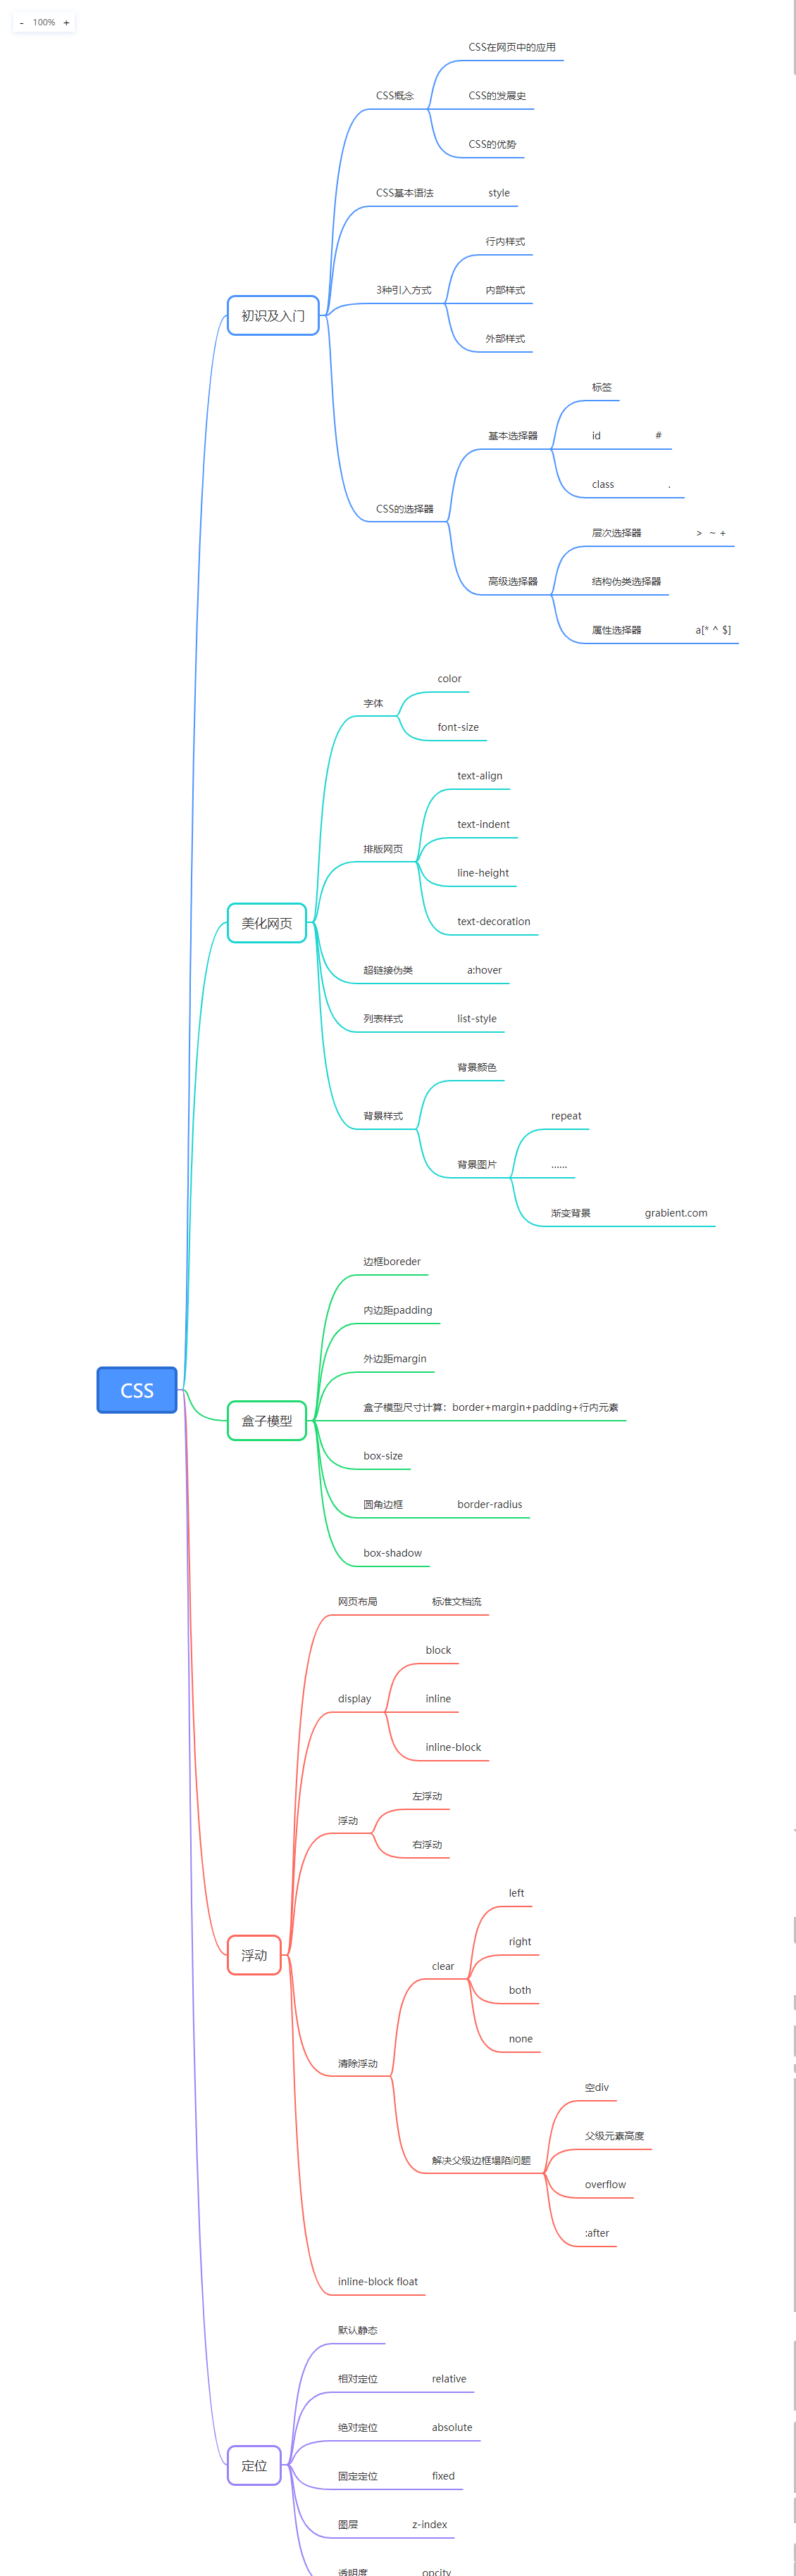 - 100% +
CSS
初识及入门
CSS概念
CSS在网页中的应用
CSS的发展史
CSS的优势
CSS基本语法
style
3种引入方式
行内样式
内部样式
外部样式
CSS的选择器
基本选择器
标签
id
#
class
.
高级选择器
层次选择器
> ~ +
结构伪类选择器
属性选择器
a[* ^ $]
美化网页
字体
color
font-size
排版网页
text-align
text-indent
line-height
text-decoration
超链接伪类
a:hover
列表样式
list-style
背景样式
背景颜色
背景图片
repeat
......
渐变背景
grabient.com
盒子模型
边框boreder
内边距padding
外边距margin
盒子模型尺寸计算：border+margin+padding+行内元素
box-size
圆角边框
border-radius
box-shadow
浮动
网页布局
标准文档流
display
block
inline
inline-block
浮动
左浮动
右浮动
清除浮动
clear
left
right
both
none
解决父级边框塌陷问题
空div
父级元素高度
overflow
:after
inline-block float
定位
默认静态
相对定位
relative
绝对定位
absolute
固定定位
fixed
图层
z-index
透明度
opcity